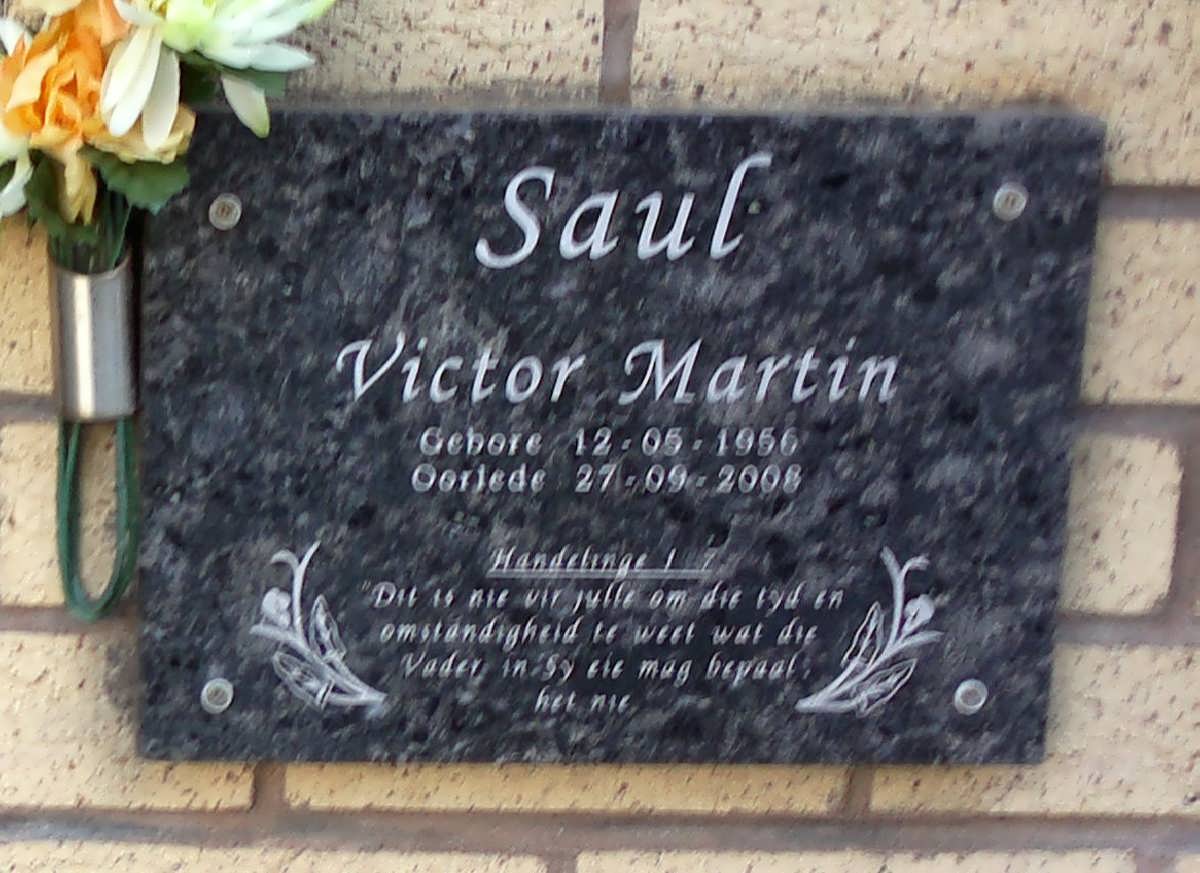 Saul
Victor Martin
Gebore 12-05-1956
Oorlede 27-09-2008
Handelinge 1 7
"Dit is nie vir julle om die tyd en
omstandigheid te weet wat die
Vader in Sy eie mag bepaal
het nie